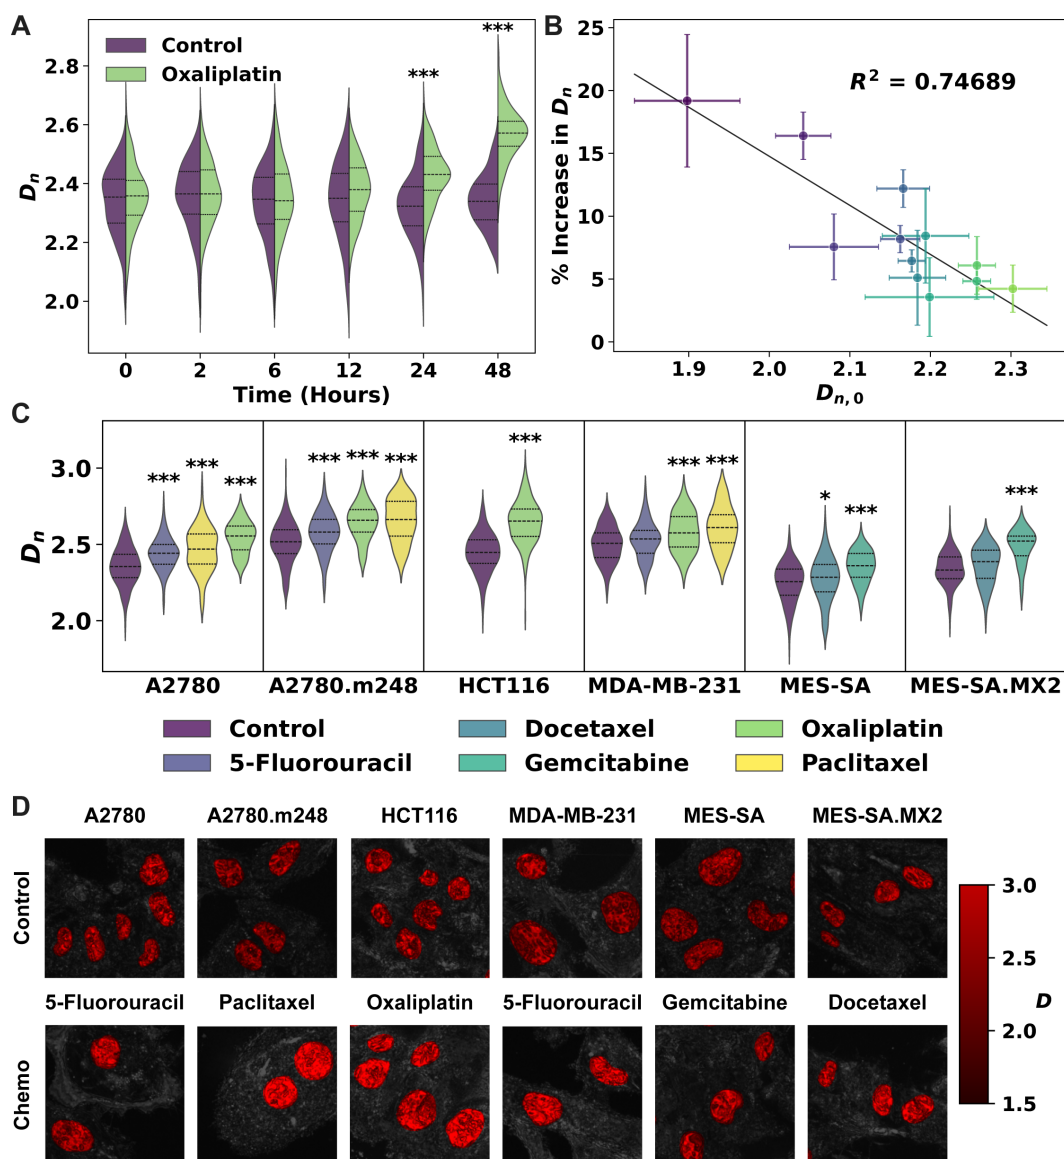 A
Control
Oxaliplatin
***
***
2.8
2.6
2.4
2.2
2.0
Dn
0 2 6 12 24 48
Time (Hours)
B
R² = 0.74689
25
20
15
10
5
0
% Increase in Dn
1.9 2.0 2.1 2.2 2.3
Dn, 0
C
3.0
2.5
2.0
Dn
*** *** ***
*** *** ***
***
*** ***
* ***
***
A2780 A2780.m248 HCT116 MDA-MB-231 MES-SA MES-SA.MX2
Control Docetaxel Oxaliplatin
5-Fluorouracil Gemcitabine Paclitaxel
D
A2780 A2780.m248 HCT116 MDA-MB-231 MES-SA MES-SA.MX2
Control
5-Fluorouracil Paclitaxel Oxaliplatin 5-Fluorouracil Gemcitabine Docetaxel
Chemo
3.0
2.5
2.0
1.5
D